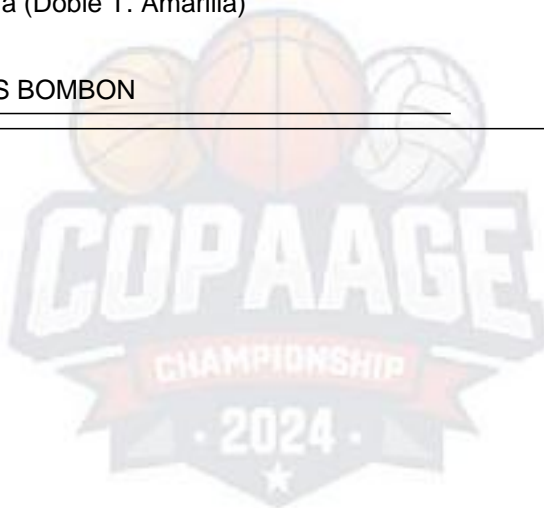 a (Doble T. Amarilla)
S BOMBON
COPAAGE
CHAMPIONSHIP
· 2024 ·